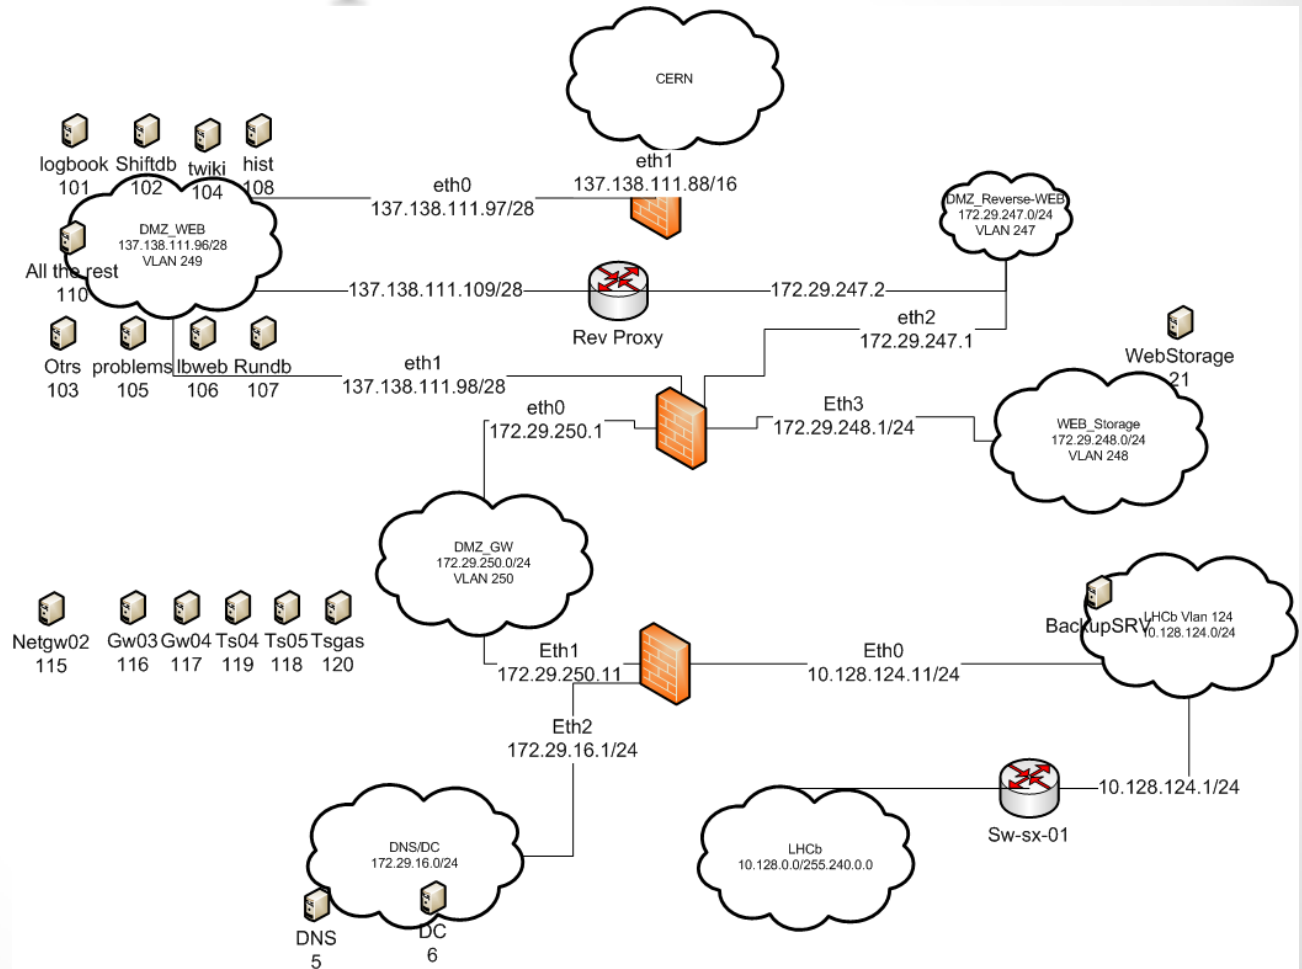 CERN
eth1
137.138.111.88/16
logbook
101
Shiftdb
102
twiki
104
hist
108
eth0
137.138.111.97/28
DMZ_Reverse-WEB
172.29.247.0/24
VLAN 247
DMZ_WEB
137.138.111.96/28
VLAN 249
All the rest
110
137.138.111.109/28
Rev Proxy
172.29.247.2
eth2
172.29.247.1
Otrs
103
problems
105
lbweb
106
Rundb
107
eth1
137.138.111.98/28
WebStorage
21
eth0
172.29.250.1
Eth3
172.29.248.1/24
WEB_Storage
172.29.248.0/24
VLAN 248
DMZ_GW
172.29.250.0/24
VLAN 250
Netgw02
115
Gw03
116
Gw04
117
Ts04
119
Ts05
118
Tsgas
120
BackupSRV
LHCb Vlan 124
10.128.124.0/24
Eth1
172.29.250.11
Eth0
10.128.124.11/24
Eth2
172.29.16.1/24
10.128.124.1/24
Sw-sx-01
DNS/DC
172.29.16.0/24
LHCb
10.128.0.0/255.240.0.0
DNS
5
DC
6